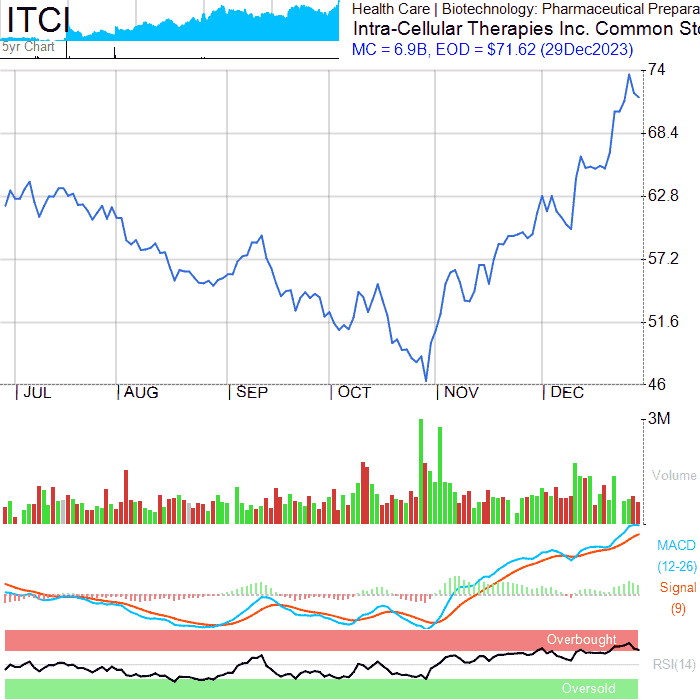 ITCI
5yr Chart
Health Care | Biotechnology: Pharmaceutical Prepara
Intra-Cellular Therapies Inc. Common Sto
MC = 6.9B, EOD = $71.62 (29Dec2023)
74
68.4
62.8
57.2
51.6
46
JUL AUG SEP OCT NOV DEC
3M
Volume
MACD
(12-26)
Signal
(9)
Overbought
RSI(14)
Oversold